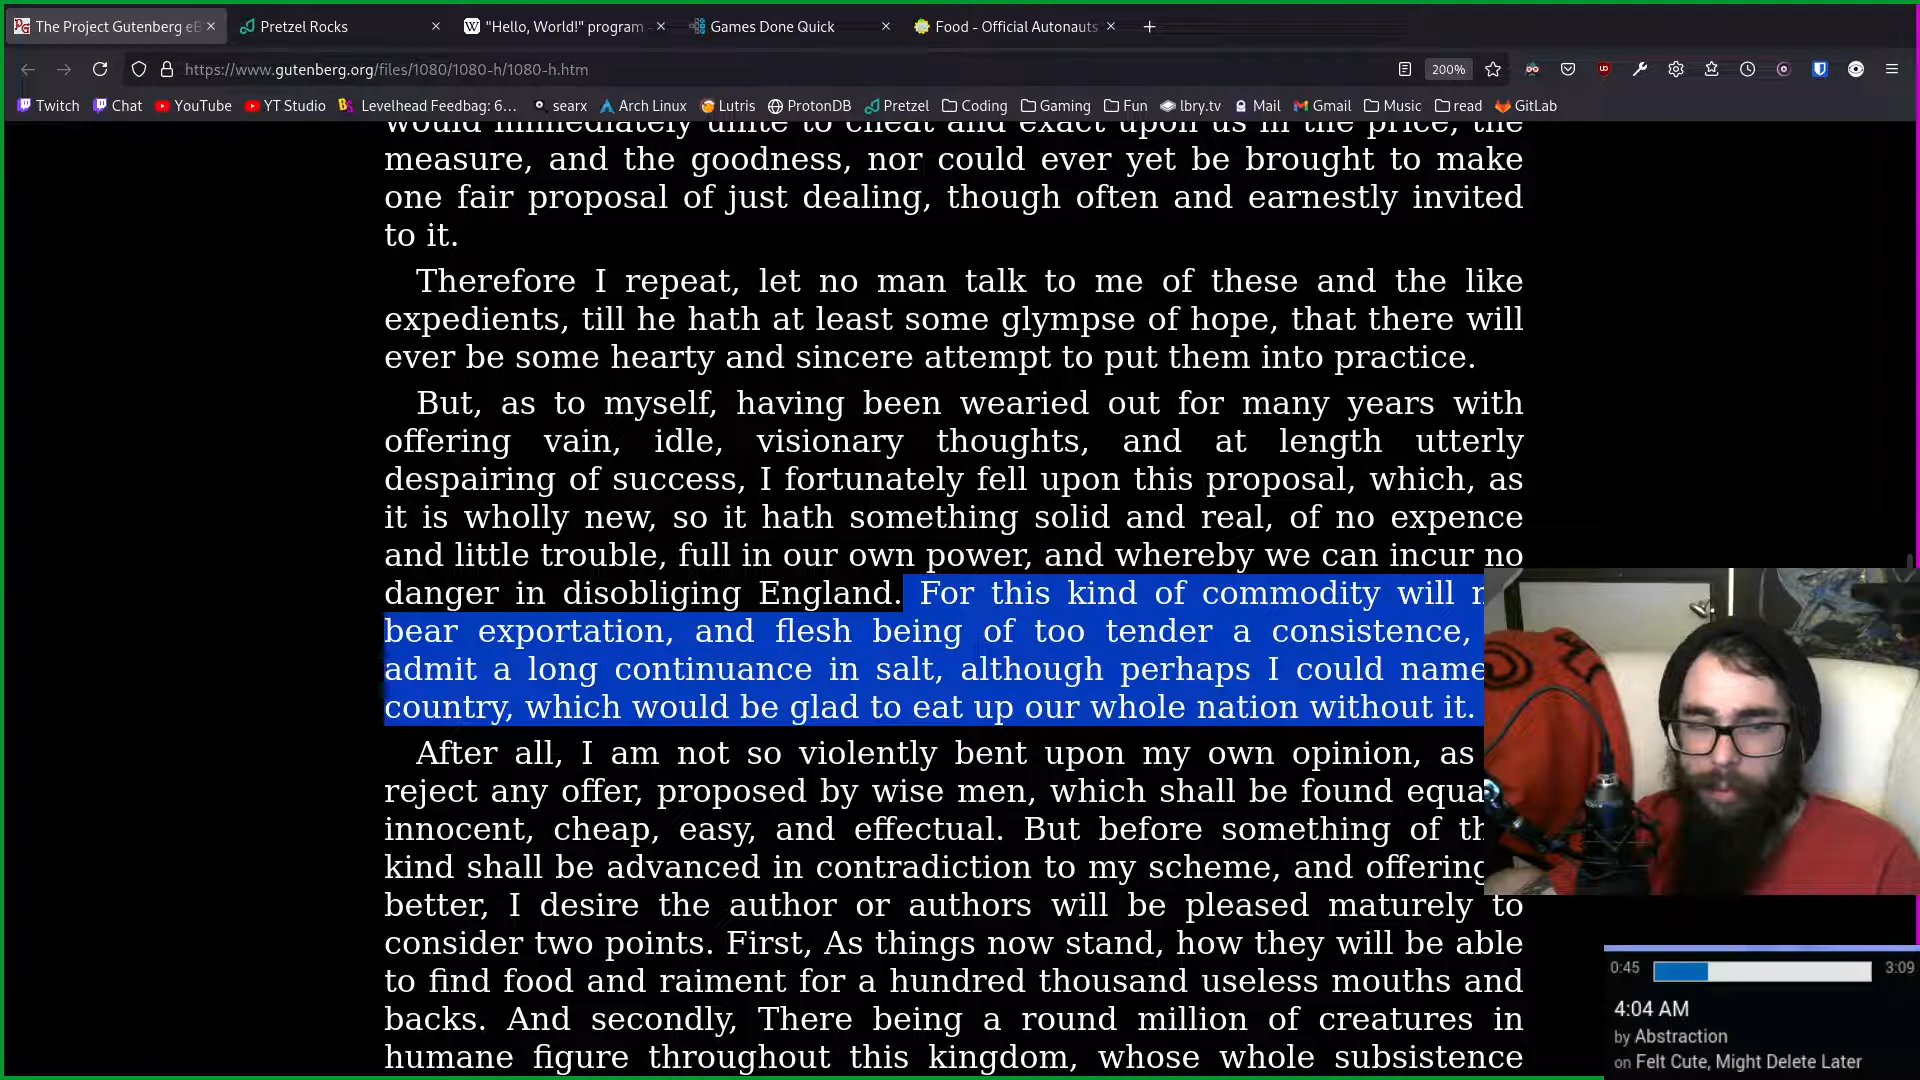 The Project Gutenberg eB
Pretzel Rocks
"Hello, World!" program -
Games Done Quick
Food - Official Autonauts
https://www.gutenberg.org/files/1080/1080-h/1080-h.htm
200%
Twitch
Chat
YouTube
YT Studio
Levelhead Feedbag: 6...
searx
Arch Linux
Lutris
ProtonDB
Pretzel
Coding
Gaming
Fun
lbry.tv
Mail
Gmail
Music
read
GitLab
would immediately unite to cheat and exact upon us in the price, the
measure, and the goodness, nor could ever yet be brought to make
one fair proposal of just dealing, though often and earnestly invited
to it.
Therefore I repeat, let no man talk to me of these and the like
expedients, till he hath at least some glympse of hope, that there will
ever be some hearty and sincere attempt to put them into practice.
But, as to myself, having been wearied out for many years with
offering vain, idle, visionary thoughts, and at length utterly
despairing of success, I fortunately fell upon this proposal, which, as
it is wholly new, so it hath something solid and real, of no expence
and little trouble, full in our own power, and whereby we can incur no
danger in disobliging England. For this kind of commodity will
bear exportation, and flesh being of too tender a consistence,
admit a long continuance in salt, although perhaps I could name
country, which would be glad to eat up our whole nation without it.
After all, I am not so violently bent upon my own opinion, as
reject any offer, proposed by wise men, which shall be found equa
innocent, cheap, easy, and effectual. But before something of th
kind shall be advanced in contradiction to my scheme, and offering
better, I desire the author or authors will be pleased maturely to
consider two points. First, As things now stand, how they will be able
to find food and raiment for a hundred thousand useless mouths and
backs. And secondly, There being a round million of creatures in
humane figure throughout this kingdom, whose whole subsistence
0:45
3:09
4:04 AM
by Abstraction
on Felt Cute, Might Delete Later